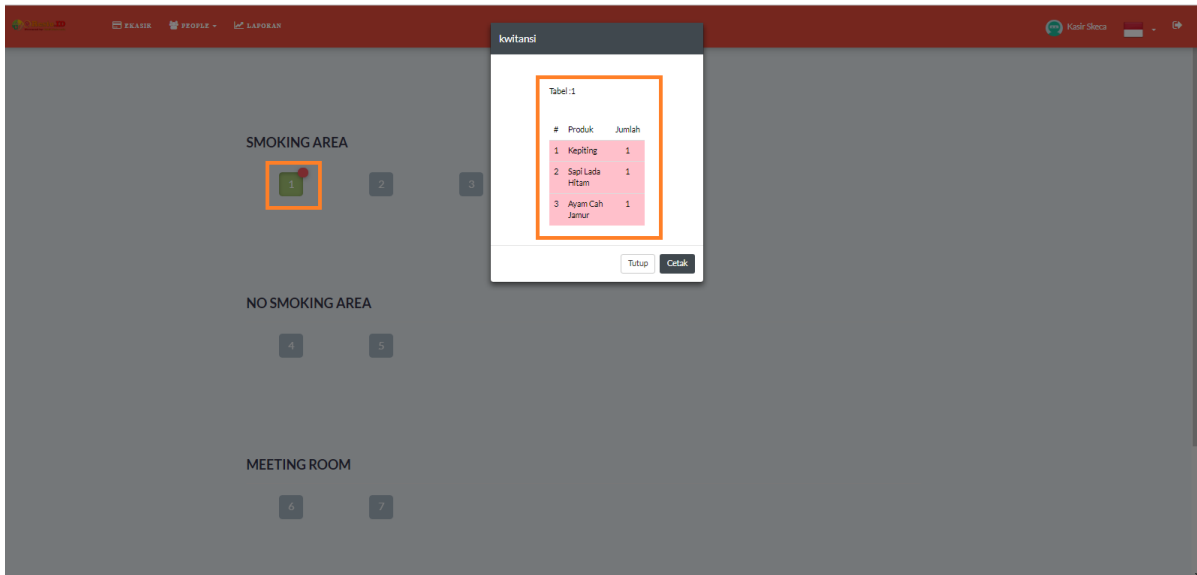 EKASIR PEOPLE LAPORAN
Kasir Skeca
kwitansi
Tabel :1
# Produk Jumlah
1 Kepiting 1
2 Sapi Lada 1
Hitam
3 Ayam Cah 1
Jamur
Tutup Cetak
SMOKING AREA
1 2 3
NO SMOKING AREA
4 5
MEETING ROOM
6 7